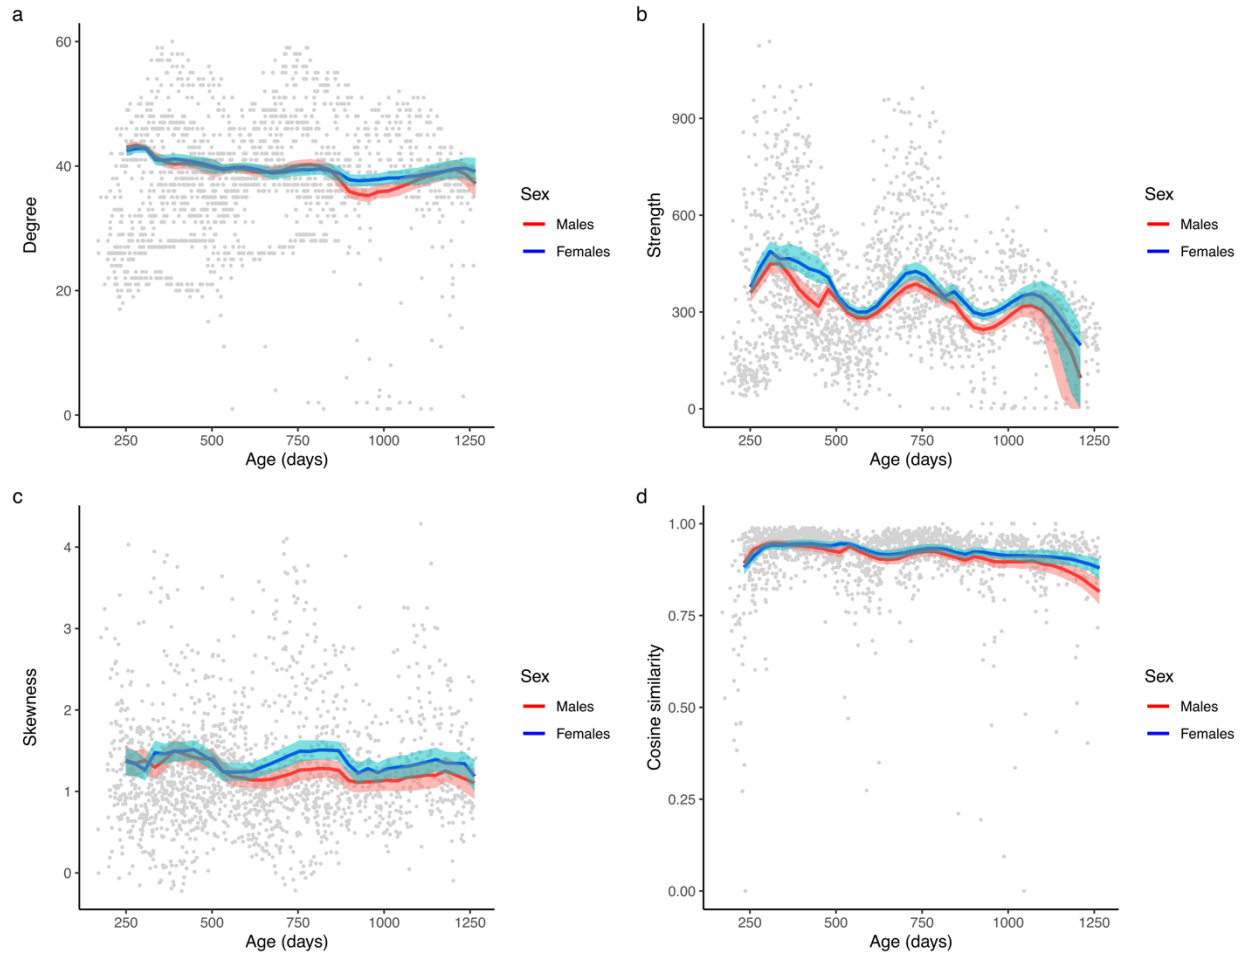 a
60
40
20
0
Degree
250 500 750 1000 1250
Age (days)
Sex
Males
Females
b
900
600
300
0
Strength
250 500 750 1000 1250
Age (days)
Sex
Males
Females
c
4
3
2
1
0
Skewness
250 500 750 1000 1250
Age (days)
Sex
Males
Females
d
1.00
0.75
0.50
0.25
0.00
Cosine similarity
250 500 750 1000 1250
Age (days)
Sex
Males
Females